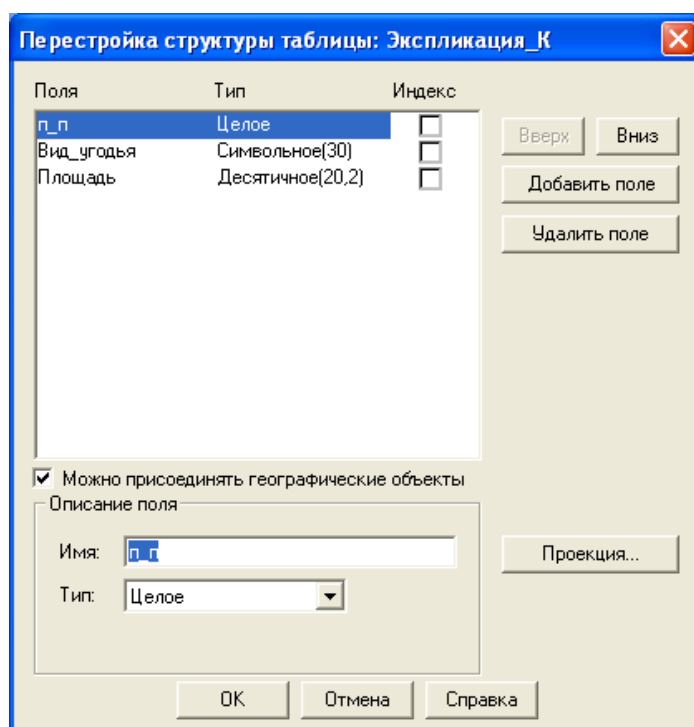 Перестройка структуры таблицы: Экспликация_К
Поля Тип Индекс
п_п Целое
Вид_угодья Символьное(30)
Площадь Десятичное(20,2)
Вверх Вниз
Добавить поле
Удалить поле
Можно присоединять географические объекты
Описание поля
Имя: п_п
Тип: Целое
Проекция...
OK Отмена Справка